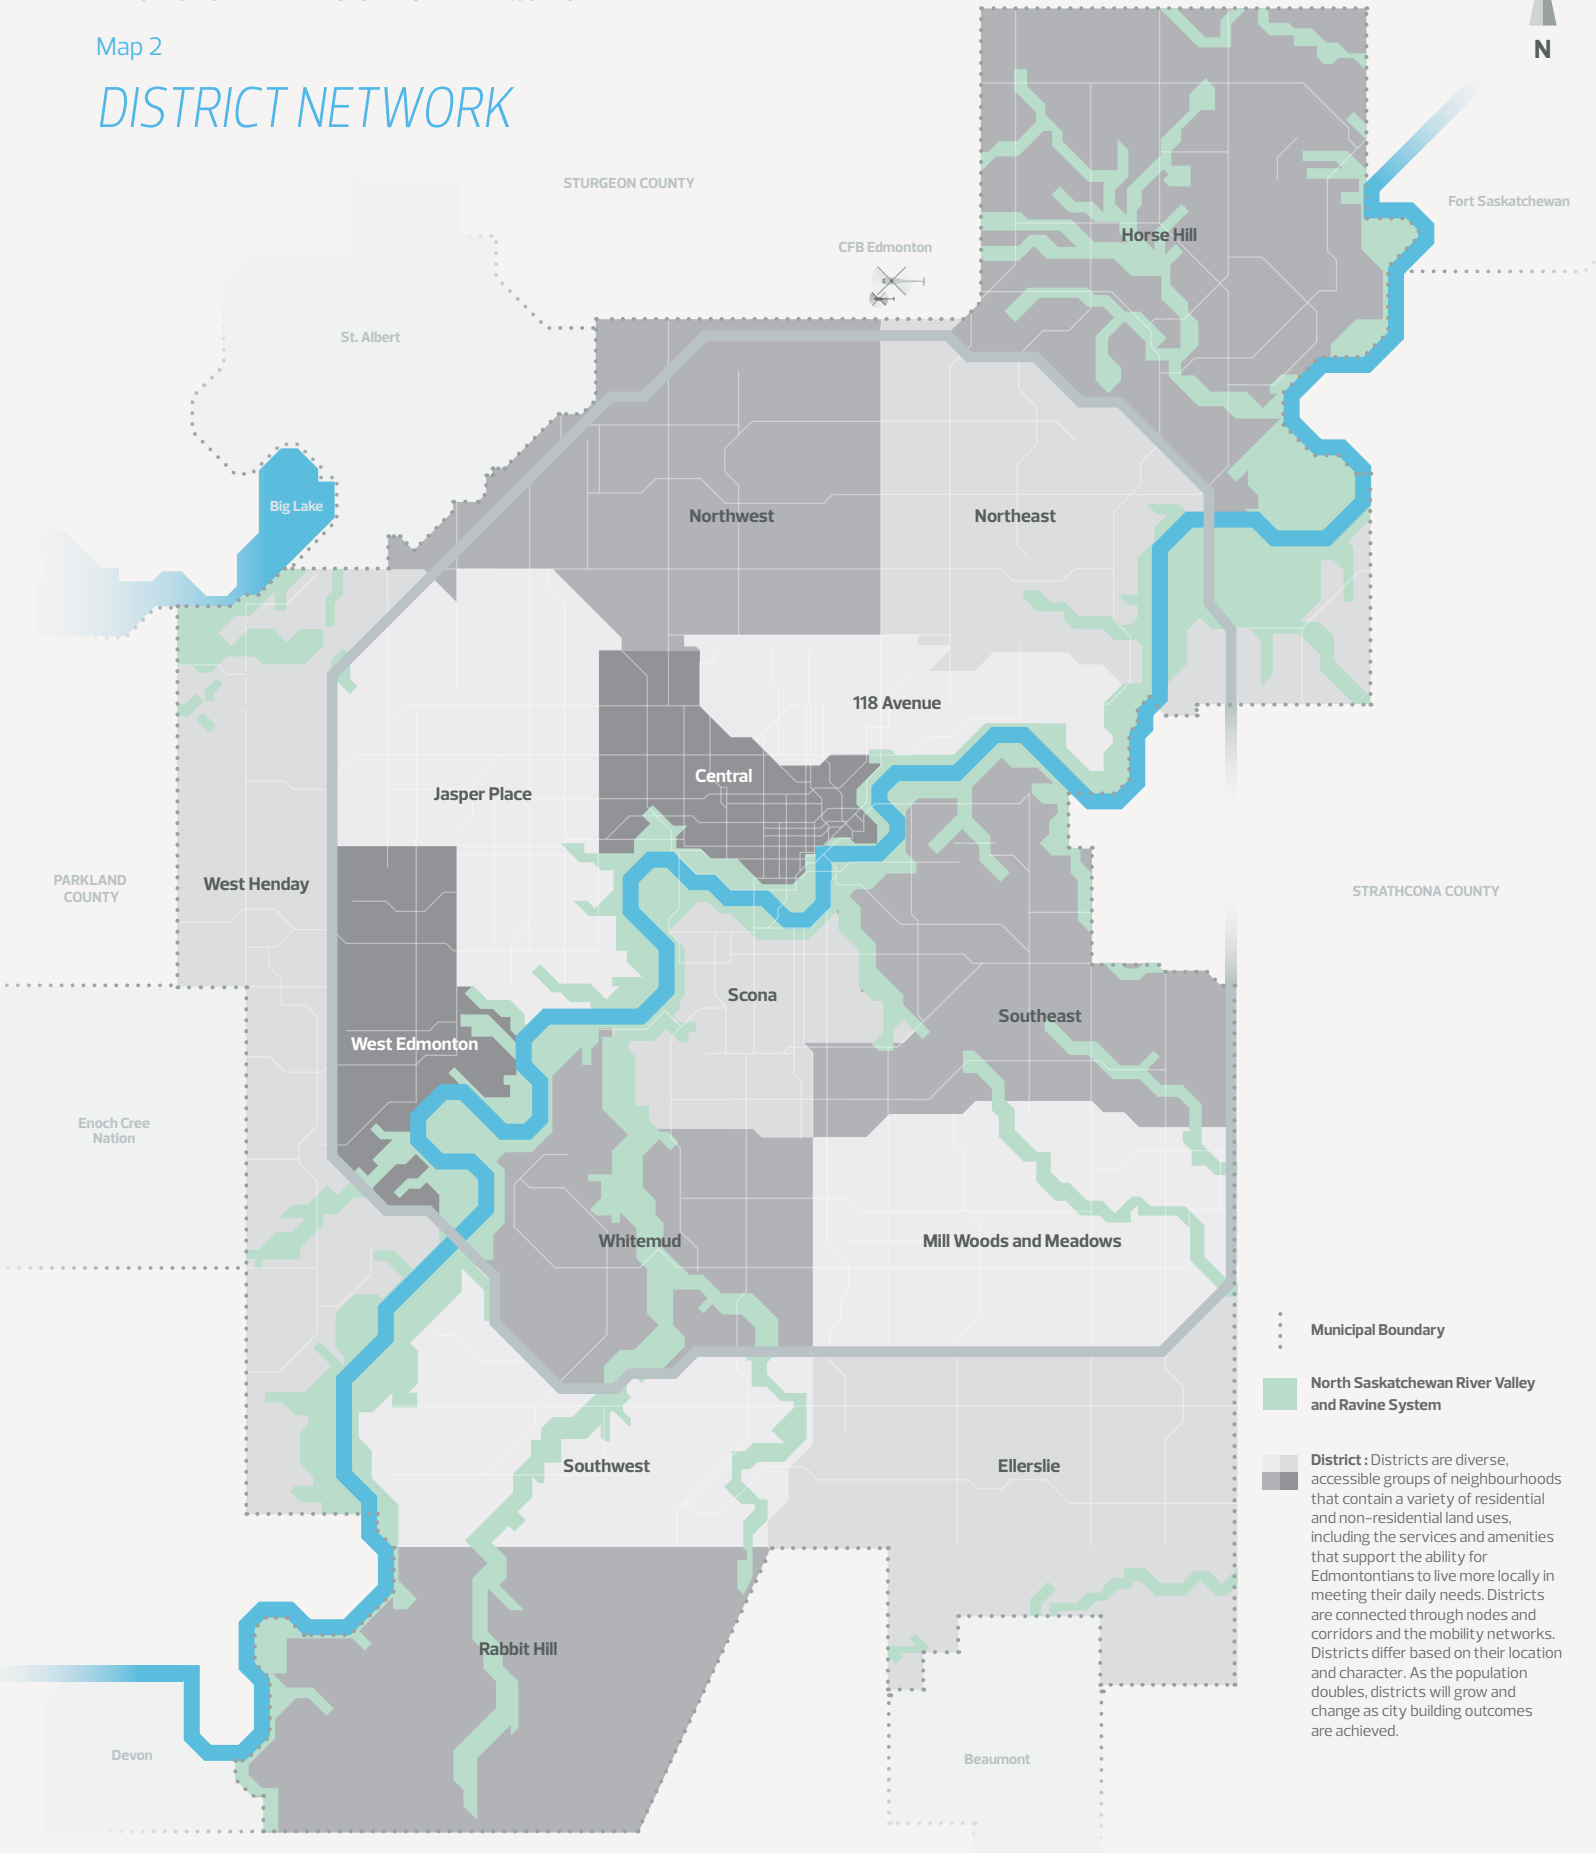 Map 2
DISTRICT NETWORK
N
STURGEON COUNTY
Fort Saskatchewan
Horse Hill
CFB Edmonton
St. Albert
Big Lake
Northwest
Northeast
118 Avenue
Central
Jasper Place
PARKLAND
COUNTY
West Henday
STRATHCONA COUNTY
Scona
Southeast
West Edmonton
Enoch Cree
Nation
Whitemud
Mill Woods and Meadows
Southwest
Ellerslie
Rabbit Hill
Devon
Beaumont
Municipal Boundary
North Saskatchewan River Valley
and Ravine System
District : Districts are diverse,
accessible groups of neighbourhoods
that contain a variety of residential
and non-residential land uses,
including the services and amenities
that support the ability for
Edmontontians to live more locally in
meeting their daily needs. Districts
are connected through nodes and
corridors and the mobility networks.
Districts differ based on their location
and character. As the population
doubles, districts will grow and
change as city building outcomes
are achieved.